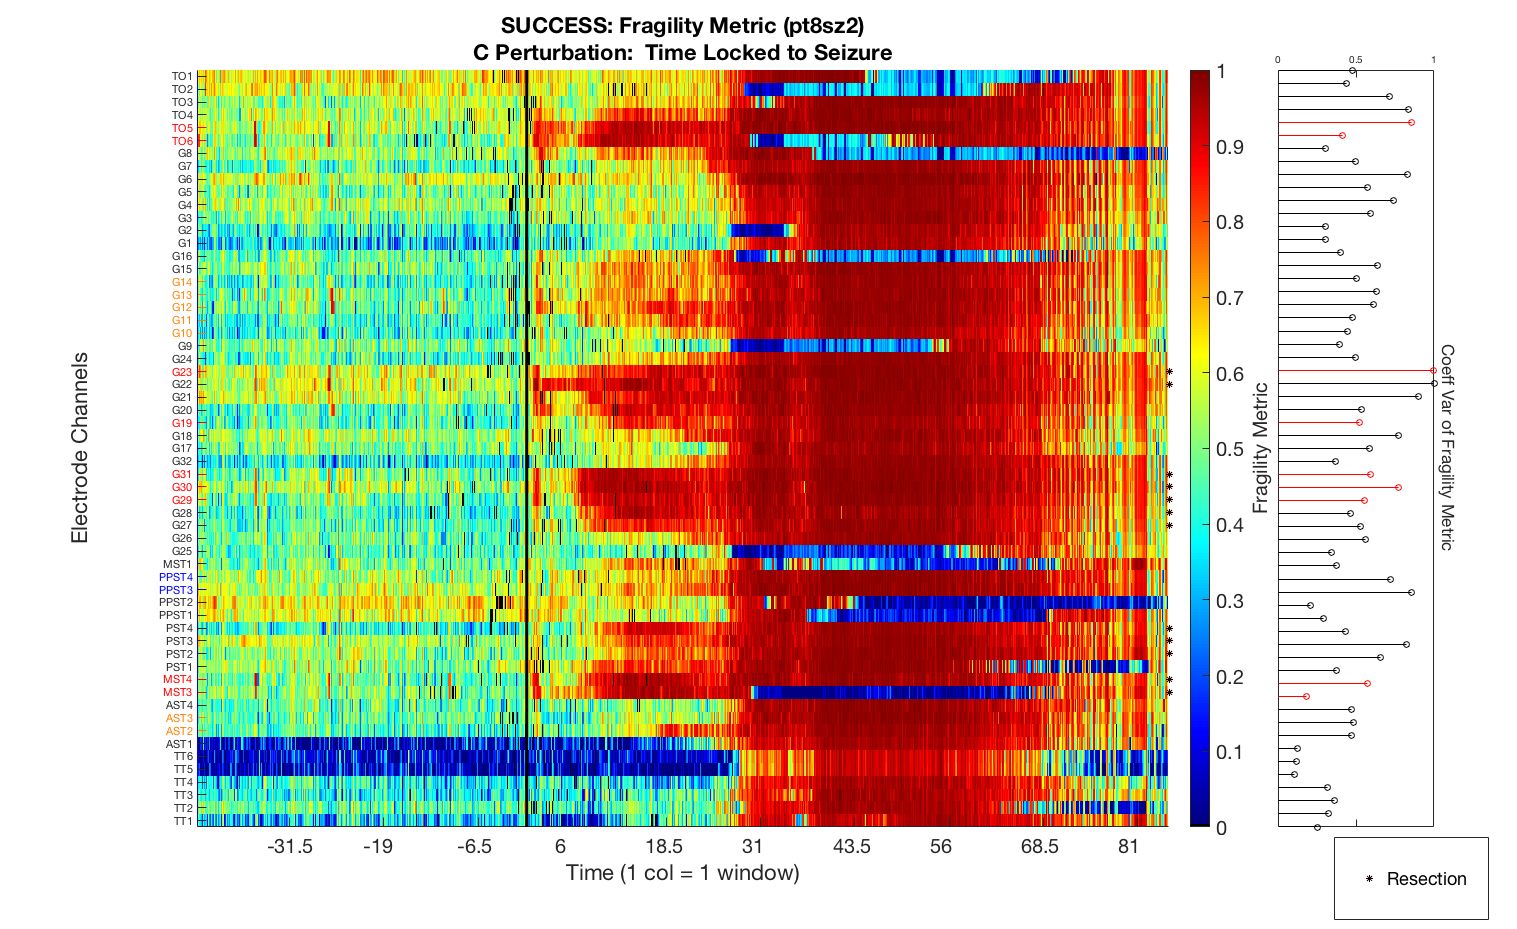 SUCCESS: Fragility Metric (pt8sz2)
C Perturbation:  Time Locked to Seizure
Electrode Channels
TO1
TO2
TO3
TO4
TO5
TO6
G8
G7
G6
G5
G4
G3
G2
G1
G16
G15
G14
G13
G12
G11
G10
G9
G24
G23
G22
G21
G20
G19
G18
G17
G32
G31
G30
G29
G28
G27
G26
G25
MST1
PPST4
PPST3
PPST2
PPST1
PST4
PST3
PST2
PST1
MST4
MST3
AST4
AST3
AST2
AST1
TT6
TT5
TT4
TT3
TT2
TT1
-31.5 -19 -6.5 6 18.5 31 43.5 56 68.5 81
Time (1 col = 1 window)
1
0.9
0.8
0.7
0.6
0.5
0.4
0.3
0.2
0.1
0
Fragility Metric
0 0.5 1
Coeff Var of Fragility Metric
* Resection